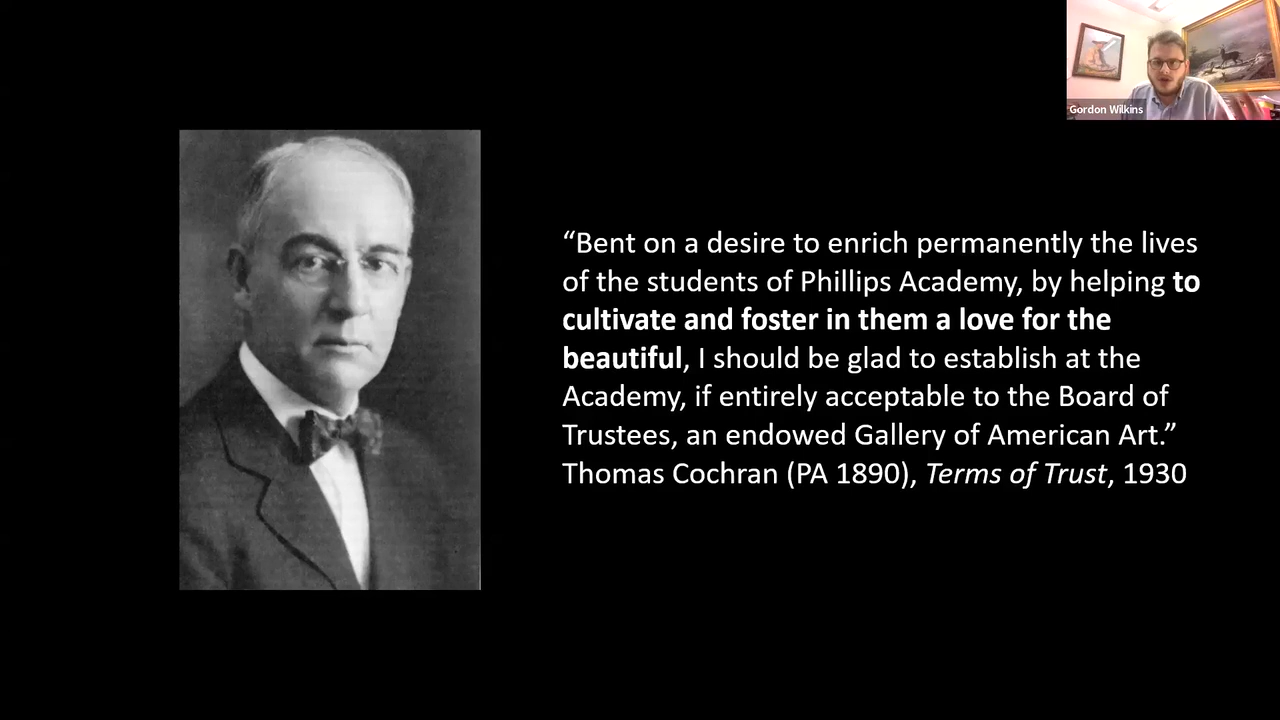 Gordon Wilkins
“Bent on a desire to enrich permanently the lives
of the students of Phillips Academy, by helping to
cultivate and foster in them a love for the
beautiful, I should be glad to establish at the
Academy, if entirely acceptable to the Board of
Trustees, an endowed Gallery of American Art.”
Thomas Cochran (PA 1890), Terms of Trust, 1930